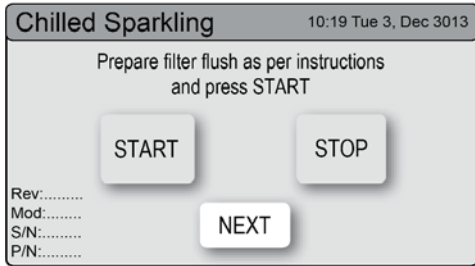 Chilled Sparkling 10:19 Tue 3, Dec 3013
Prepare filter flush as per instructions
and press START
START STOP
NEXT
Rev:.........
Mod:.........
S/N:.........
P/N:.........